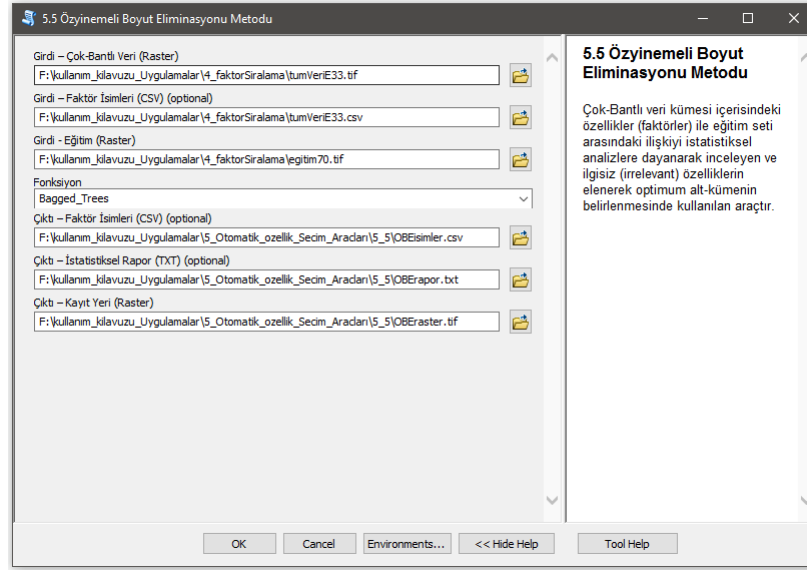 5.5 Özyinemeli Boyut Eliminasyonu Metodu
Girdi – Çok-Bantlı Veri (Raster)
F:\kullanım_kilavuzu_Uygulamalar\4_faktorSiralama\tumVeriE33.tif
Girdi – Faktör İsimleri (CSV) (optional)
F:\kullanım_kilavuzu_Uygulamalar\4_faktorSiralama\tumVeriE33.csv
Girdi - Eğitim (Raster)
F:\kullanım_kilavuzu_Uygulamalar\4_faktorSiralama\egitim70.tif
Fonksiyon
Bagged_Trees
Çıktı – Faktör İsimleri (CSV) (optional)
F:\kullanım_kilavuzu_Uygulamalar\5_Otomatik_ozellik_Secim_Aracları\5_5\OBEisimler.csv
Çıktı – İstatistiksel Rapor (TXT) (optional)
F:\kullanım_kilavuzu_Uygulamalar\5_Otomatik_ozellik_Secim_Aracları\5_5\OBErapor.txt
Çıktı – Kayıt Yeri (Raster)
F:\kullanım_kilavuzu_Uygulamalar\5_Otomatik_ozellik_Secim_Aracları\5_5\OBEraster.tif
5.5 Özyinemeli Boyut
Eliminasyonu Metodu
Çok-Bantlı veri kümesi içerisindeki
özellikler (faktörler) ile eğitim seti
arasındaki ilişkiyi istatistiksel
analizlere dayanarak inceleyen ve
ilgisiz (irrelevant) özelliklerin
elenerek optimum alt-kümenin
belirlenmesinde kullanılan araçtır.
OK
Cancel
Environments...
<< Hide Help
Tool Help